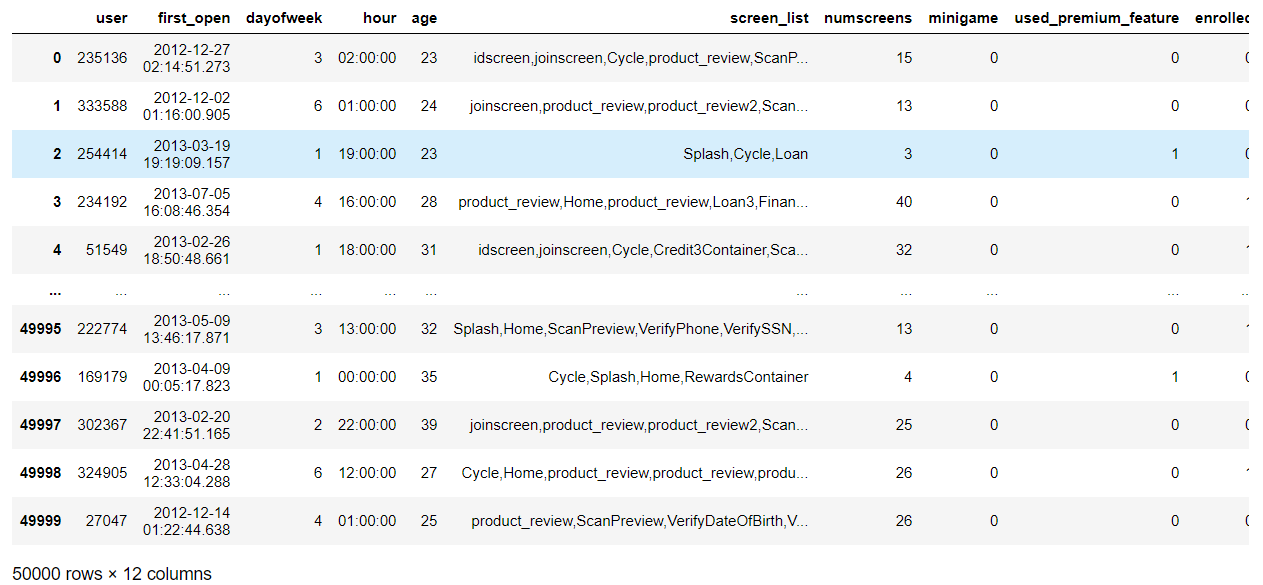 user first_open dayofweek hour age screen_list numscreens minigame used_premium_feature enrolled
0 235136 2012-12-27 02:14:51.273 3 02:00:00 23 idscreen,joinscreen,Cycle,product_review,ScanP... 15 0 0
1 333588 2012-12-02 01:16:00.905 6 01:00:00 24 joinscreen,product_review,product_review2,Scan... 13 0 0
2 254414 2013-03-19 19:19:09.157 1 19:00:00 23 Splash,Cycle,Loan 3 0 1
3 234192 2013-07-05 16:08:46.354 4 16:00:00 28 product_review,Home,product_review,Loan3,Finan... 40 0 0
4 51549 2013-02-26 18:50:48.661 1 18:00:00 31 idscreen,joinscreen,Cycle,Credit3Container,Sca... 32 0 0
... ... ... ... ... ... ... ... ... ... ...
49995 222774 2013-05-09 13:46:17.871 3 13:00:00 32 Splash,Home,ScanPreview,VerifyPhone,VerifySSN,... 13 0 0
49996 169179 2013-04-09 00:05:17.823 1 00:00:00 35 Cycle,Splash,Home,RewardsContainer 4 0 1
49997 302367 2013-02-20 22:41:51.165 2 22:00:00 39 joinscreen,product_review,product_review2,Scan... 25 0 0
49998 324905 2013-04-28 12:33:04.288 6 12:00:00 27 Cycle,Home,product_review,product_review,produ... 26 0 0
49999 27047 2012-12-14 01:22:44.638 4 01:00:00 25 product_review,ScanPreview,VerifyDateOfBirth,V... 26 0 0
50000 rows × 12 columns